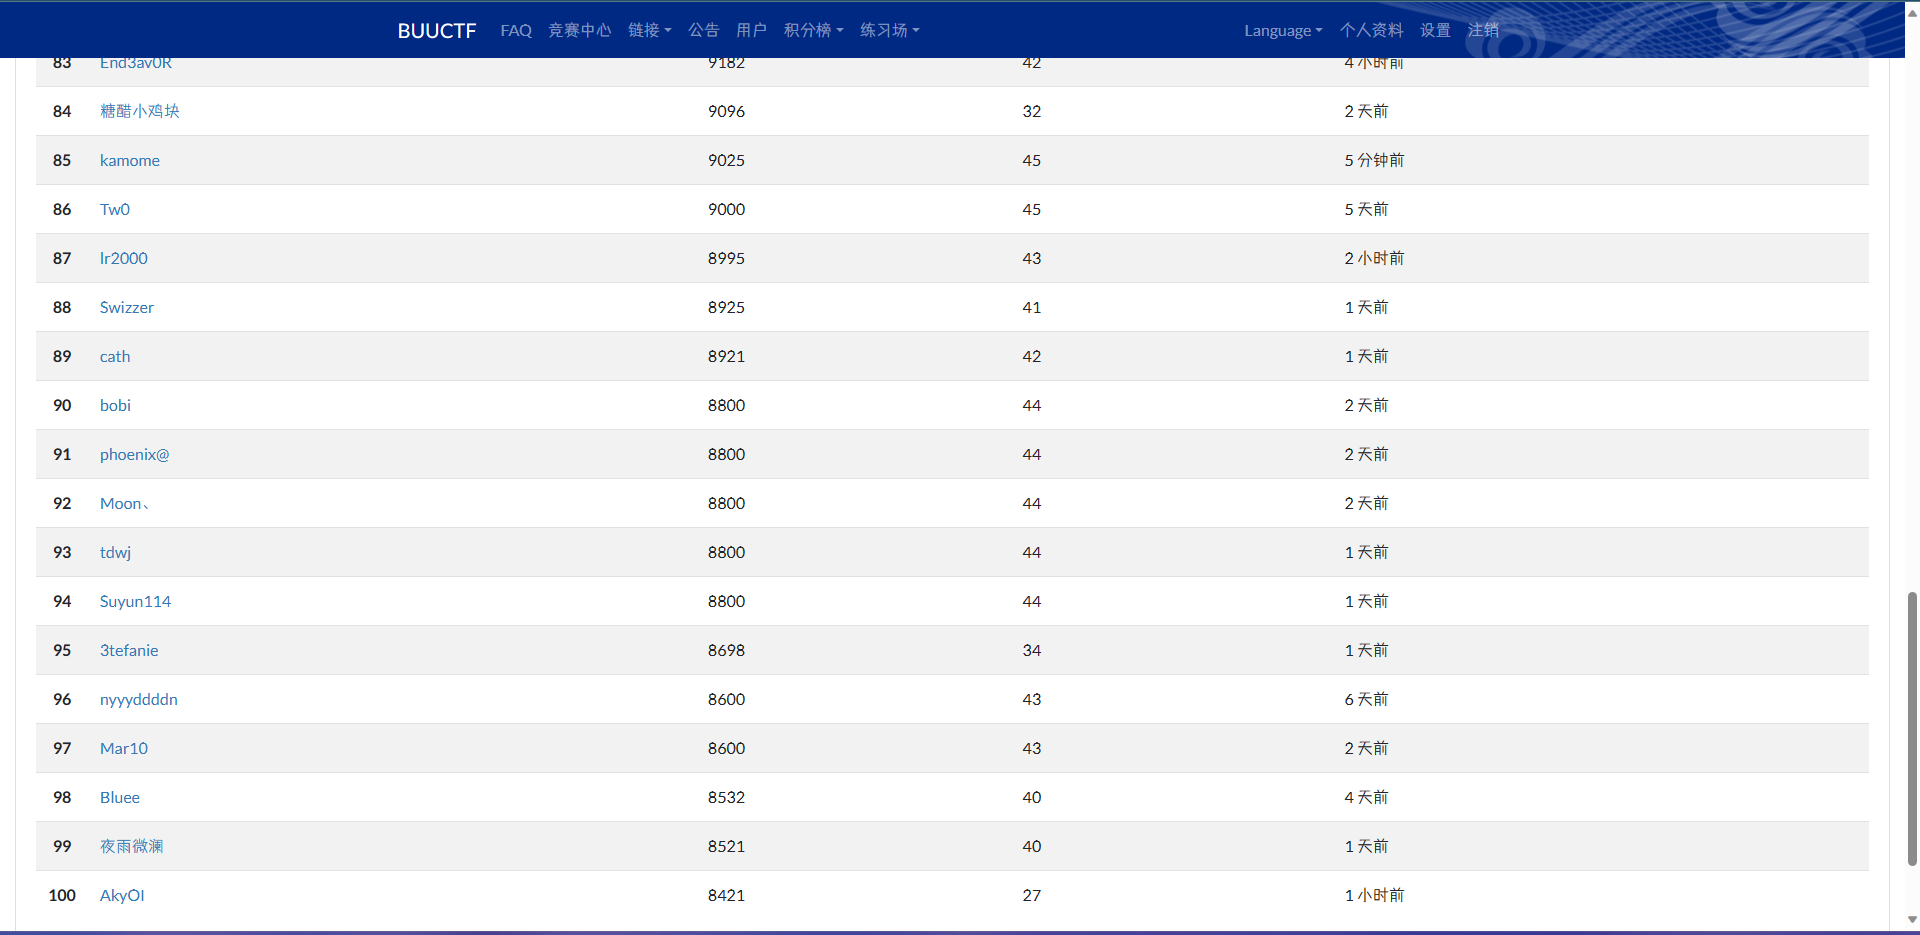 BUUCTF FAQ 竞赛中心 链接 公告 用户 积分榜 练习场 Language 个人资料 设置 注销
83 End3av0R 9182 42 4 小时前
84 糖醋小鸡块 9096 32 2 天前
85 kamome 9025 45 5 分钟前
86 Tw0 9000 45 5 天前
87 lr2000 8995 43 2 小时前
88 Swizzer 8925 41 1 天前
89 cath 8921 42 1 天前
90 bobi 8800 44 2 天前
91 phoenix@ 8800 44 2 天前
92 Moon、 8800 44 2 天前
93 tdwj 8800 44 1 天前
94 Suyun114 8800 44 1 天前
95 3tefanie 8698 34 1 天前
96 nyyyddddn 8600 43 6 天前
97 Mar10 8600 43 2 天前
98 Bluee 8532 40 4 天前
99 夜雨微澜 8521 40 1 天前
100 AkyOI 8421 27 1 小时前